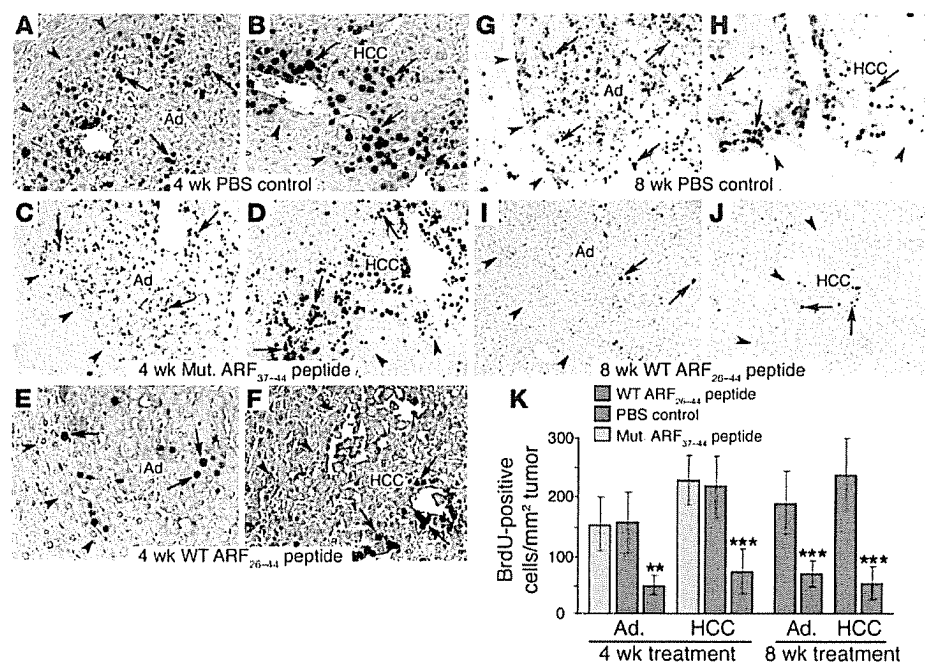 A B G H
HCC HCC
Ad Ad
4 wk PBS control 8 wk PBS control
C D I J
Ad HCC Ad HCC
4 wk Mut. ARF37–44 peptide 8 wk WT ARF26–44 peptide
E F K
Ad HCC
4 wk WT ARF26–44 peptide
WT ARF26–44 peptide
PBS control
Mut. ARF37–44 peptide
BrdU-positive
cells/mm² tumor
300
200
100
0
** *** *** ***
Ad. HCC Ad. HCC
4 wk treatment 8 wk treatment